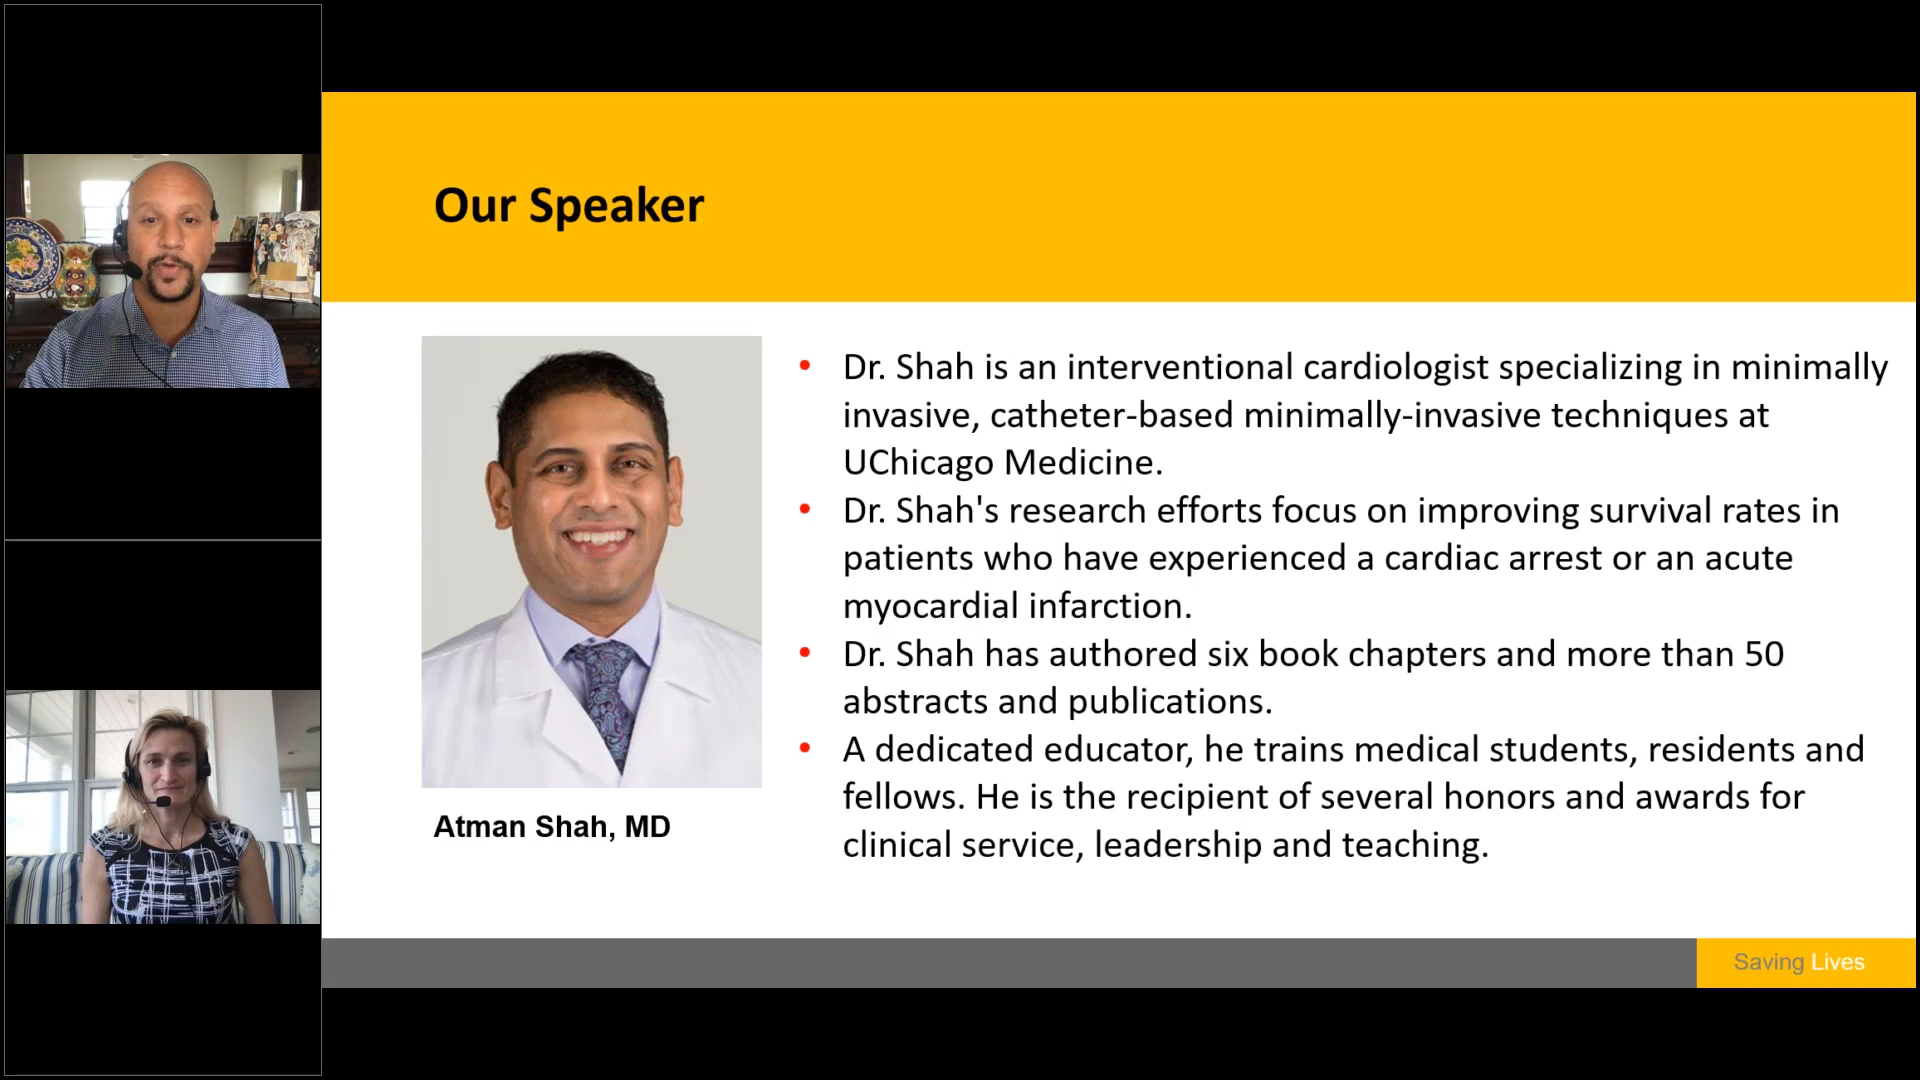 Our Speaker
Dr. Shah is an interventional cardiologist specializing in minimally
invasive, catheter-based minimally-invasive techniques at
UChicago Medicine.
Dr. Shah's research efforts focus on improving survival rates in
patients who have experienced a cardiac arrest or an acute
myocardial infarction.
Dr. Shah has authored six book chapters and more than 50
abstracts and publications.
A dedicated educator, he trains medical students, residents and
fellows. He is the recipient of several honors and awards for
clinical service, leadership and teaching.
Atman Shah, MD
Saving Lives